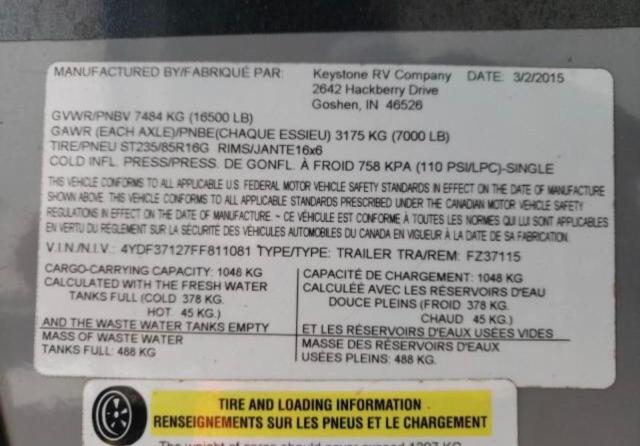 MANUFACTURED BY/FABRIQUÉ PAR: Keystone RV Company DATE: 3/2/2015
2642 Hackberry Drive
Goshen, IN 46526
GVWR/PNBV 7484 KG (16500 LB)
GAWR (EACH AXLE)/PNBE(CHAQUE ESSIEU) 3175 KG (7000 LB)
TIRE/PNEU ST235/85R16G RIMS/JANTE16x6
COLD INFL. PRESS/PRESS. DE GONFL. À FROID 758 KPA (110 PSI/LPC)-SINGLE
THIS VEHICLE CONFORMS TO ALL APPLICABLE U.S. FEDERAL MOTOR VEHICLE SAFETY STANDARDS IN EFFECT ON THE DATE OF MANUFACTURE
SHOWN ABOVE. THIS VEHICLE CONFORMS TO ALL APPLICABLE STANDARDS PRESCRIBED UNDER THE CANADIAN MOTOR VEHICLE SAFETY
REGULATIONS IN EFFECT ON THE DATE OF MANUFACTURE. ~ CE VÉHICULE EST CONFORME À TOUTES LES NORMES QUI LUI SONT APPLICABLES
EN VERTU DU RÈGLEMENT SUR LA SÉCURITÉ DES VÉHICULES AUTOMOBILES DU CANADA EN VIGUEUR À LA DATE DE SA FABRICATION.
V.I.N./N.I.V.: 4YDF37127FF811081 TYPE/TYPE: TRAILER TRA/REM: FZ37115
CARGO-CARRYING CAPACITY: 1048 KG
CALCULATED WITH THE FRESH WATER
TANKS FULL (COLD 378 KG.
HOT 45 KG.)
AND THE WASTE WATER TANKS EMPTY
MASS OF WASTE WATER
TANKS FULL: 488 KG
CAPACITÉ DE CHARGEMENT: 1048 KG
CALCULÉE AVEC LES RÉSERVOIRS D'EAU
DOUCE PLEINS (FROID 378 KG.
CHAUD 45 KG.)
ET LES RÉSERVOIRS D'EAUX USÉES VIDES
MASSE DES RÉSERVOIRS D'EAUX
USÉES PLEINS: 488 KG.
TIRE AND LOADING INFORMATION
RENSEIGNEMENTS SUR LES PNEUS ET LE CHARGEMENT
The weight of cargo should never exceed 1207 KG